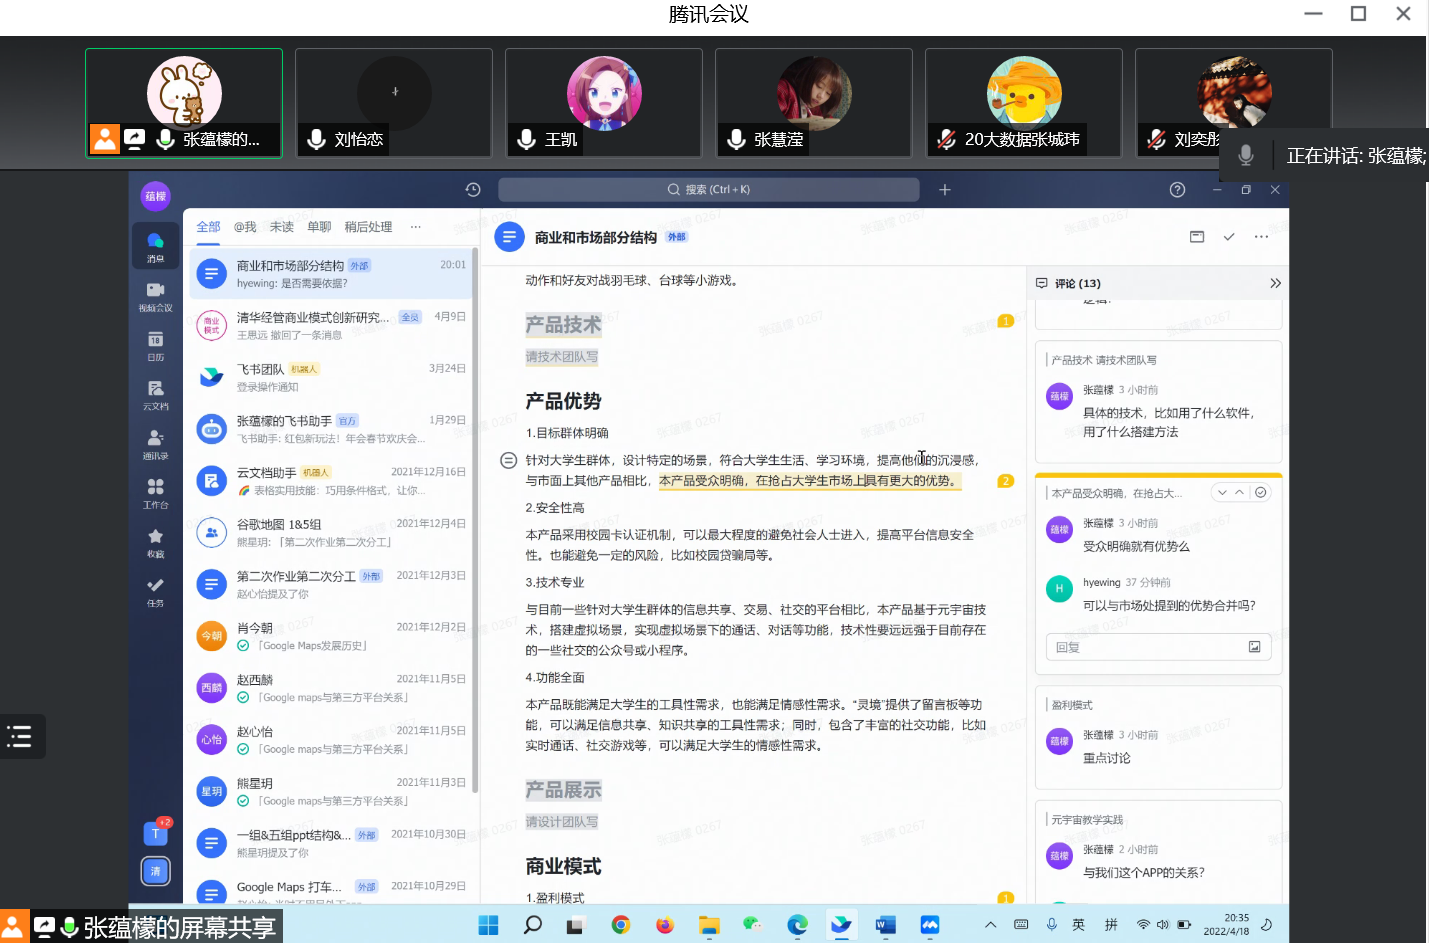 腾讯会议
张蕴檬的...
刘怡恋
王凯
张慧滢
20大数据张城玮
刘奕彤
正在讲话: 张蕴檬;
蕴檬
搜索 (Ctrl + K)
消息
视频会议
日历
云文档
通讯录
工作台
收藏
任务
T
+2
清
全部 @我 未读 单聊 稍后处理 ...
商业和市场部分结构 外部 20:01
hyewing: 是否需要依据?
商业模式
清华经管商业模式创新研究... 全员 4月9日
王思远 撤回了一条消息
飞书团队 机器人 3月24日
登录操作通知
张蕴檬的飞书助手 官方 1月29日
飞书助手: 红包新玩法！年会春节欢庆会...
云文档助手 机器人 2021年12月16日
表格实用技能：巧用条件格式，让你...
谷歌地图 1&5组 2021年12月4日
熊星玥:「第二次作业第二次分工」
第二次作业第二次分工 外部 2021年12月3日
赵心怡提及了你
今朝
肖今朝 2021年12月2日
「Google Maps发展历史」
西麟
赵西麟 2021年11月5日
「Google maps与第三方平台关系」
心怡
赵心怡 2021年11月5日
「Google maps与第三方平台关系」
星玥
熊星玥 2021年11月3日
「Google maps与第三方平台关系」
一组&五组ppt结构&... 外部 2021年10月30日
熊星玥提及了你
Google Maps 打车... 外部 2021年10月29日
商业和市场部分结构 外部
动作和好友对战羽毛球、台球等小游戏。
产品技术
1
请技术团队写
产品优势
1.目标群体明确
针对大学生群体，设计特定的场景，符合大学生生活、学习环境，提高他们的沉浸感，
与市面上其他产品相比，本产品受众明确，在抢占大学生市场上具有更大的优势。
2
2.安全性高
本产品采用校园卡认证机制，可以最大程度的避免社会人士进入，提高平台信息安全
性。也能避免一定的风险，比如校园贷骗局等。
3.技术专业
与目前一些针对大学生群体的信息共享、交易、社交的平台相比，本产品基于元宇宙技
术，搭建虚拟场景，实现虚拟场景下的通话、对话等功能，技术性要远远强于目前存在
的一些社交的公众号或小程序。
4.功能全面
本产品既能满足大学生的工具性需求，也能满足情感性需求。“灵境”提供了留言板等功
能，可以满足信息共享、知识共享的工具性需求；同时，包含了丰富的社交功能，比如
实时通话、社交游戏等，可以满足大学生的情感性需求。
产品展示
请设计团队写
商业模式
1.盈利模式
1
评论 (13)
产品技术 请技术团队写
蕴檬
张蕴檬 3 小时前
具体的技术，比如用了什么软件，
用了什么搭建方法
本产品受众明确，在抢占大...
蕴檬
张蕴檬 3 小时前
受众明确就有优势么
H
hyewing 37 分钟前
可以与市场处提到的优势合并吗?
回复
盈利模式
蕴檬
张蕴檬 3 小时前
重点讨论
元宇宙教学实践
蕴檬
张蕴檬 2 小时前
与我们这个APP的关系?
张蕴檬 0267
张蕴檬的屏幕共享
英 拼
20:35
2022/4/18